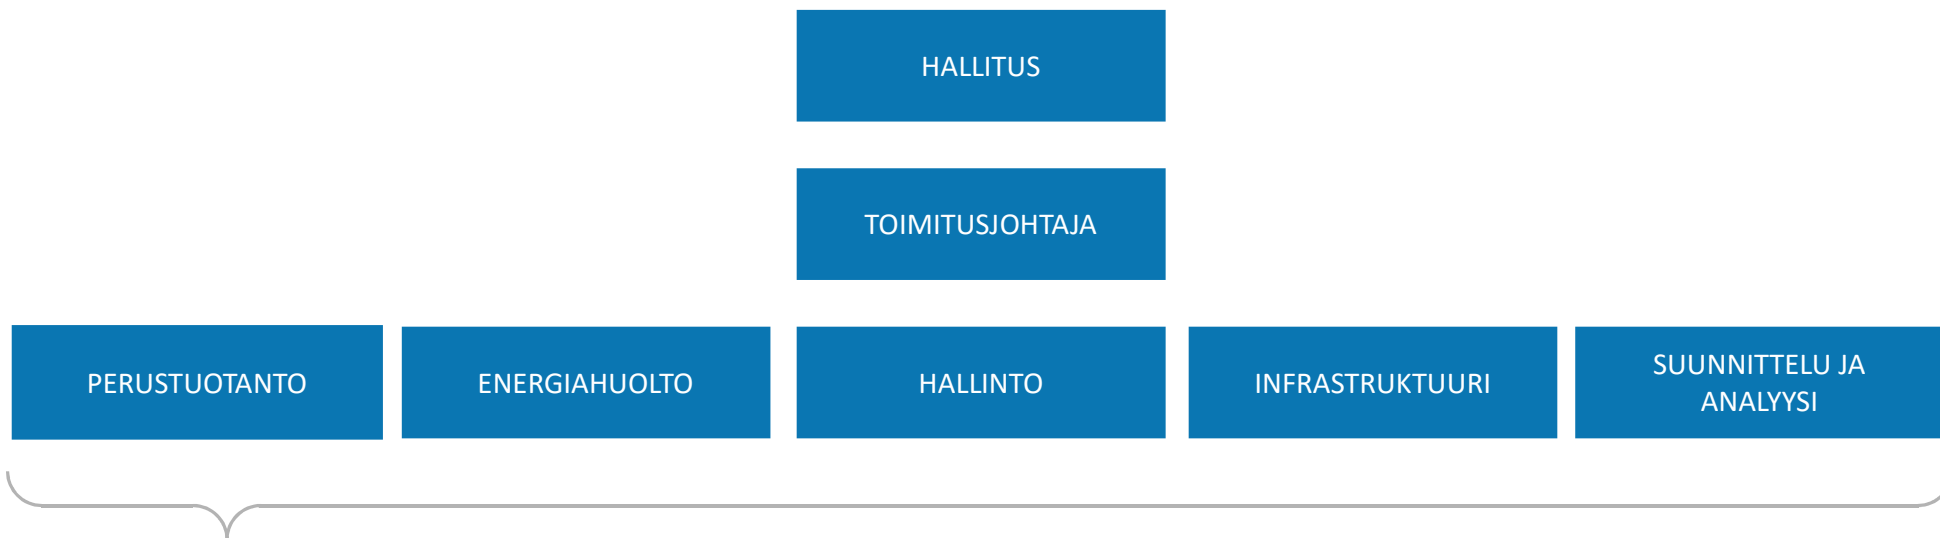 HALLITUS
TOIMITUSJOHTAJA
PERUSTUOTANTO
ENERGIAHUOLTO
HALLINTO
INFRASTRUKTUURI
SUUNNITTELU JA
ANALYYSI